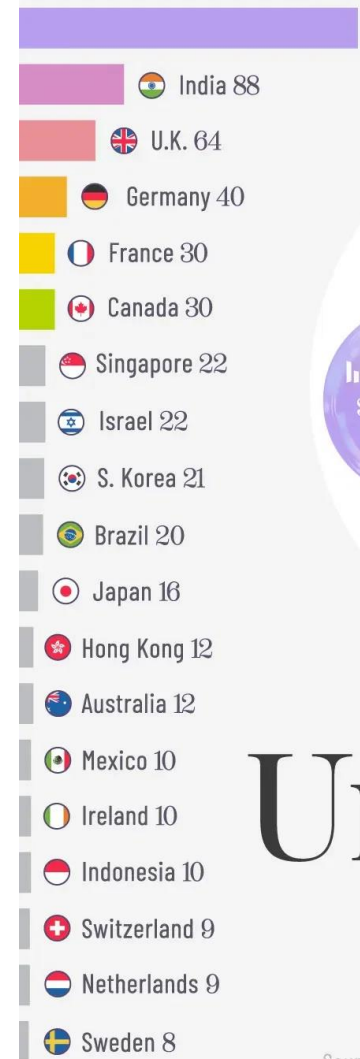 India 88
U.K. 64
Germany 40
France 30
Canada 30
Singapore 22
Israel 22
S. Korea 21
Brazil 20
Japan 16
Hong Kong 12
Australia 12
Mexico 10
Ireland 10
Indonesia 10
Switzerland 9
Netherlands 9
Sweden 8